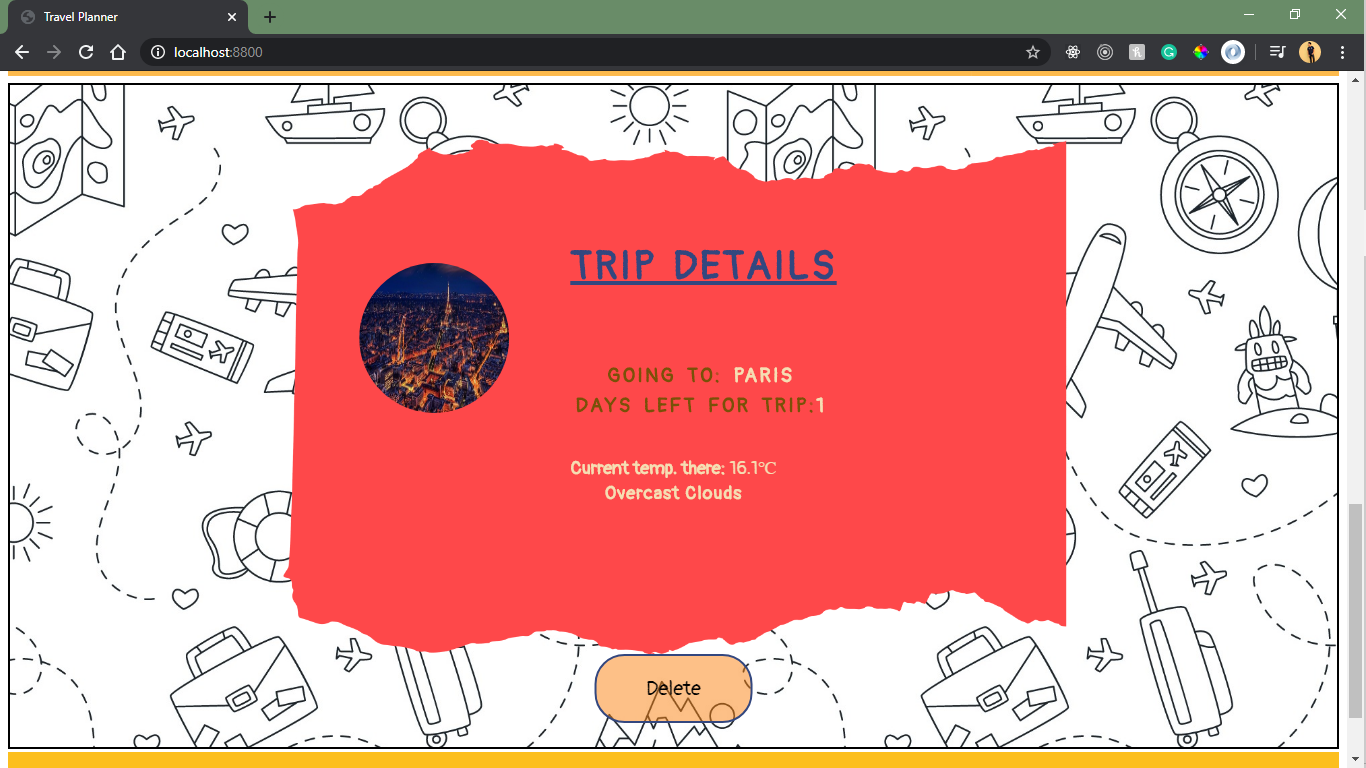 Travel Planner
localhost:8800
TRIP DETAILS
GOING TO: PARIS
DAYS LEFT FOR TRIP:1
Current temp. there: 16.1°C
Overcast Clouds
Delete